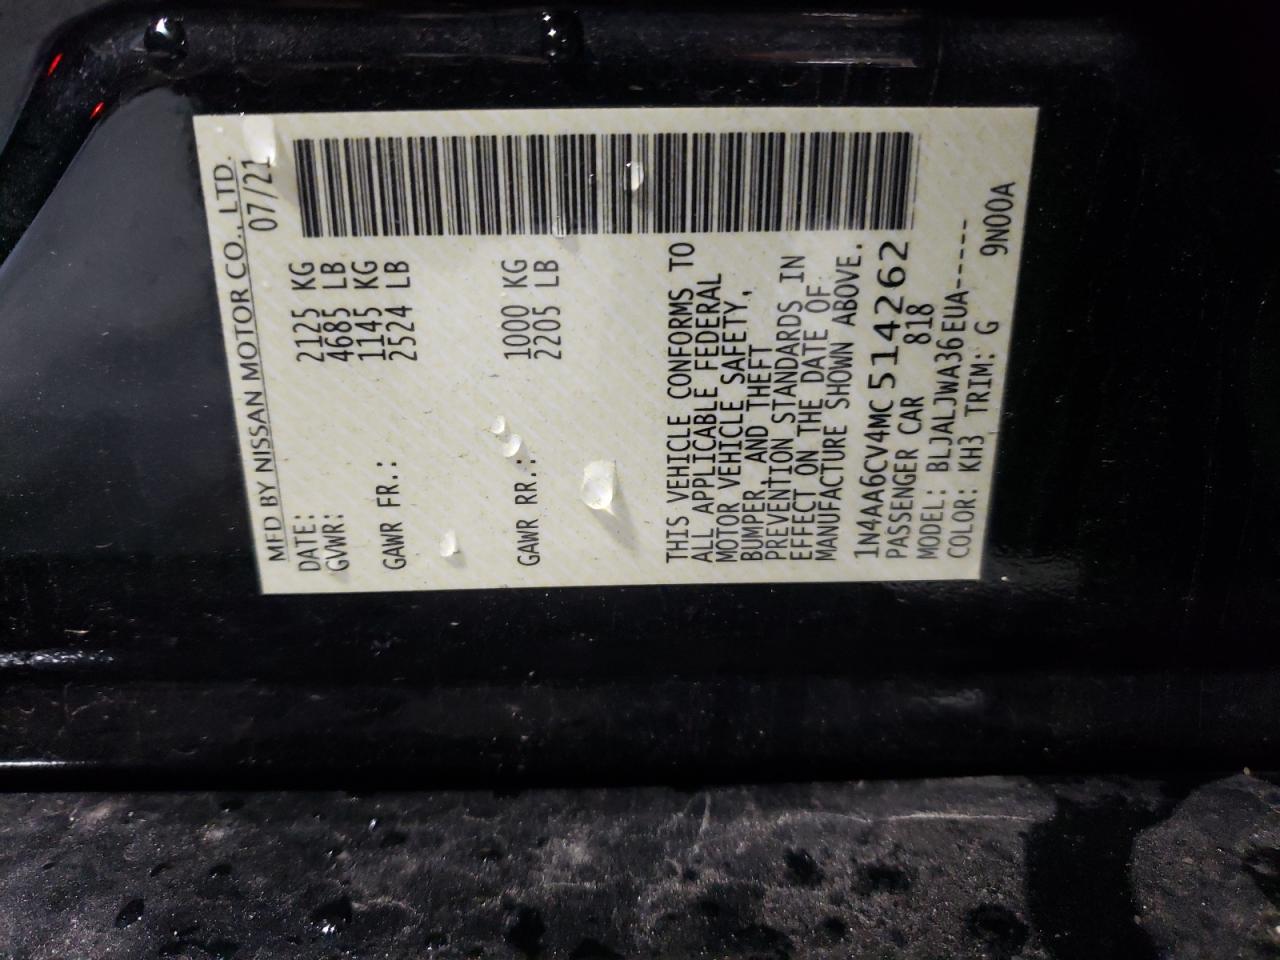 MFD BY NISSAN MOTOR CO., LTD.
DATE: 07/21
GVWR: 2125 KG
4685 LB
GAWR FR.: 1145 KG
2524 LB
GAWR RR.: 1000 KG
2205 LB
THIS VEHICLE CONFORMS TO
ALL APPLICABLE FEDERAL
MOTOR VEHICLE SAFETY,
BUMPER, AND THEFT
PREVENTION STANDARDS IN
EFFECT ON THE DATE OF
MANUFACTURE SHOWN ABOVE.
1N4AA6CV4MC514262
PASSENGER CAR 818
MODEL: BLJALJWA36EUA-----
COLOR: KH3 TRIM: G 9N00A